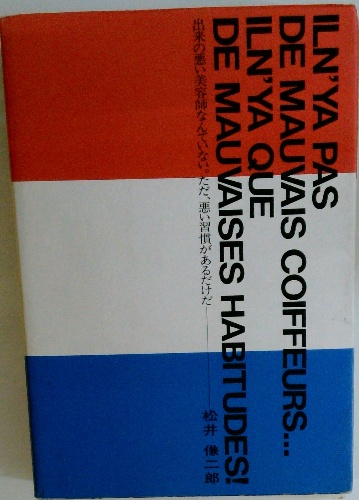 ILN'YA PAS
DE MAUVAIS COIFFEURS...
ILN'YA QUE
DE MAUVAISES HABITUDES!
出来の悪い美容師なんていないただ、悪い習慣があるだけだ——松井 傔二郎